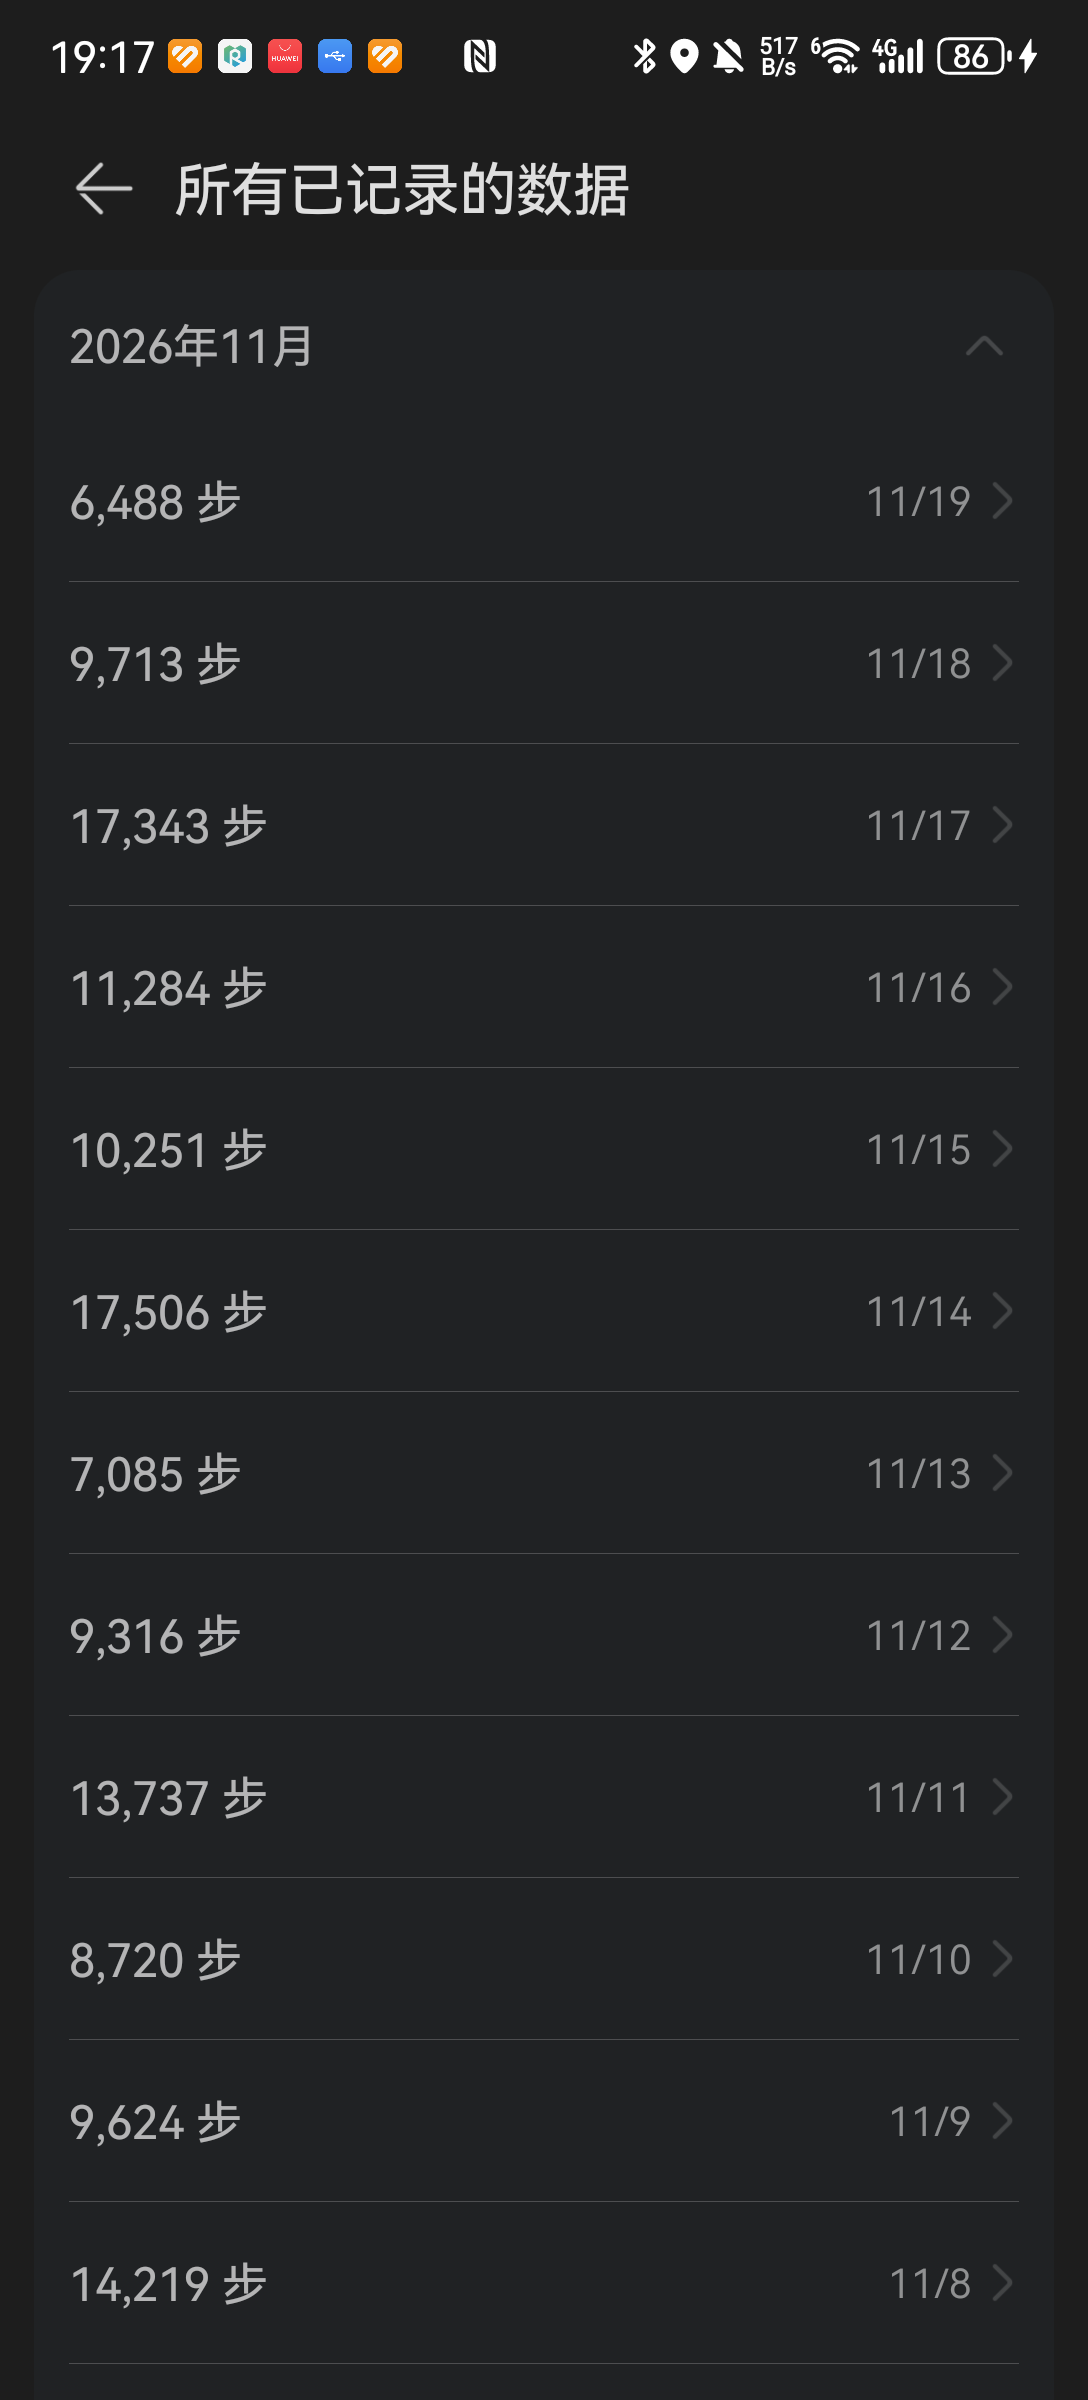 19:17 HUAWEI 517 B/s 6 4G 86
所有已记录的数据
2026年11月
6,488 步 11/19
9,713 步 11/18
17,343 步 11/17
11,284 步 11/16
10,251 步 11/15
17,506 步 11/14
7,085 步 11/13
9,316 步 11/12
13,737 步 11/11
8,720 步 11/10
9,624 步 11/9
14,219 步 11/8